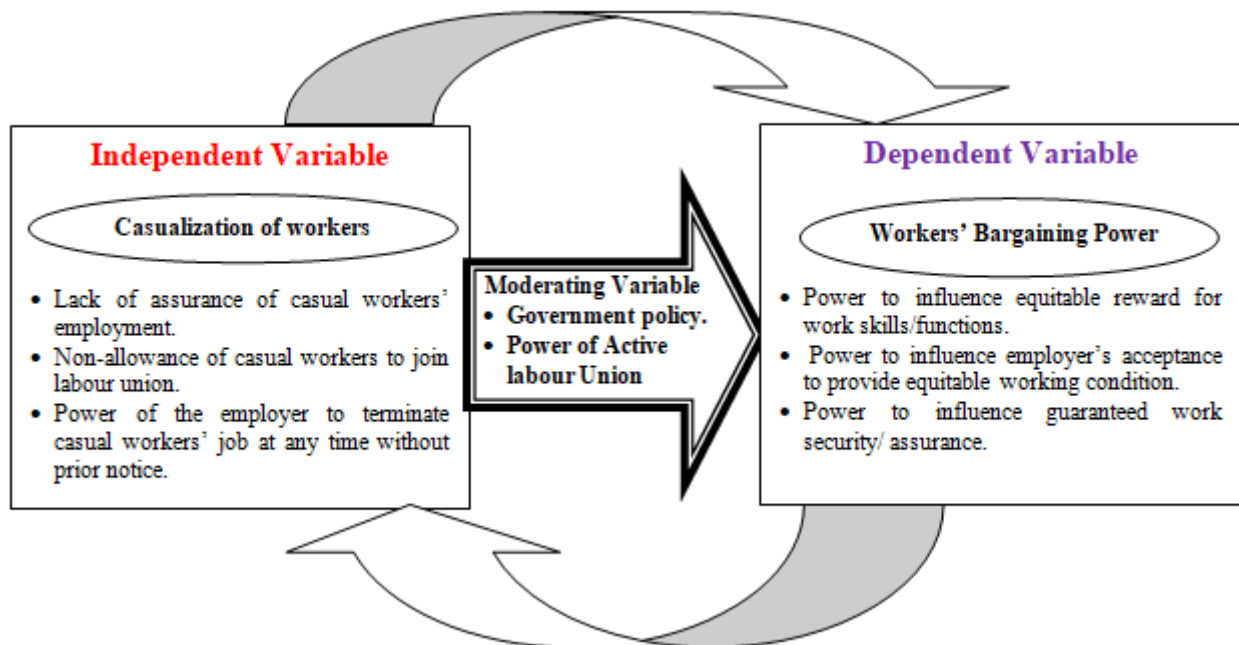 Independent Variable
Casualization of workers
• Lack of assurance of casual workers’
employment.
• Non-allowance of casual workers to join
labour union.
• Power of the employer to terminate
casual workers’ job at any time without
prior notice.
Moderating Variable
• Government policy.
• Power of Active
labour Union
Dependent Variable
Workers’ Bargaining Power
• Power to influence equitable reward for
work skills/functions.
• Power to influence employer’s acceptance
to provide equitable working condition.
• Power to influence guaranteed work
security/ assurance.